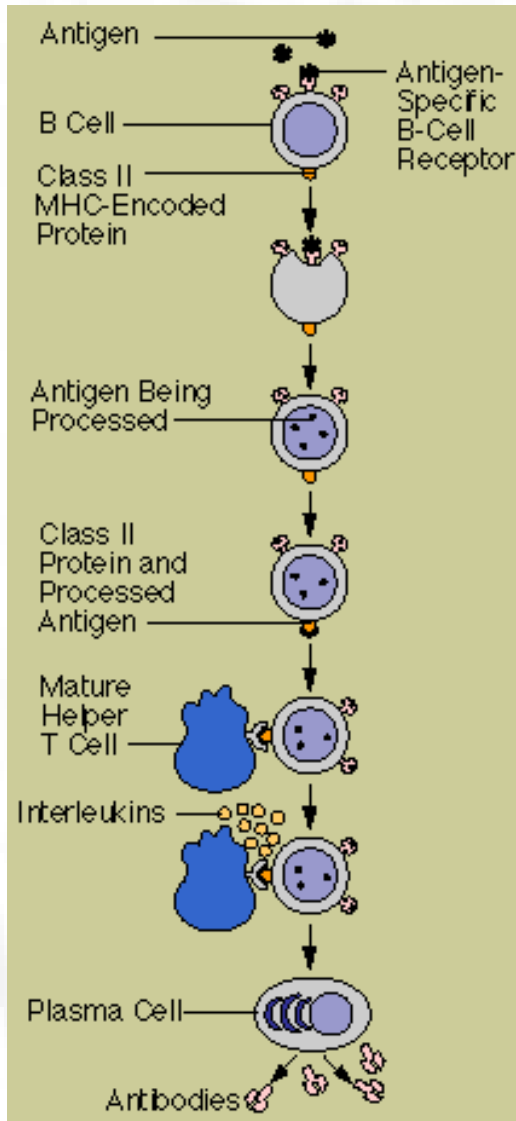 Antigen
Antigen-
Specific
B-Cell
Receptor
B Cell
Class II
MHC-Encoded
Protein
Antigen Being
Processed
Class II
Protein and
Processed
Antigen
Mature
Helper
T Cell
Interleukins
Plasma Cell
Antibodies